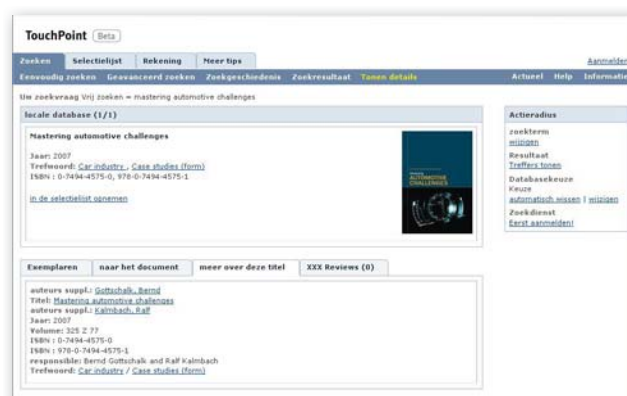 TouchPoint Beta
Zoeken Selectielijst Rekening Meer tips Aanmelden
Eenvoudig zoeken Geavanceerd zoeken Zoekgeschiedenis Zoekresultaat Tanen details Actueel Help Informatie
Uw zoekvraag Vrij zoeken = mastering automotive challenges
locale database (1/1)
Mastering automotive challenges
Jaar: 2007
Trefwoord: Car industry , Case studies (form)
ISBN : 0-7494-4575-0, 978-0-7494-4575-1
in de selectielijst opnemen
AUTOMOTIVE
CHALLENGES
Actieradius
zoekterm
wijzigen
Resultaat
Treffers tonen
Databasekeuze
Keuze
automatisch wissen | wijzigen
Zoekdienst
Eerst aanmelden!
Exemplaren naar het document meer over deze titel XXX Reviews (0)
auteurs suppl.: Gottschalk, Bernd
Titel: Mastering automotive challenges
auteurs suppl.: Kalmbach, Ralf
Jaar: 2007
Volume: 325 Z 77
ISBN : 0-7494-4575-0
ISBN : 978-0-7494-4575-1
responsible: Bernd Gottschalk and Ralf Kalmbach
Trefwoord: Car industry / Case studies (form)